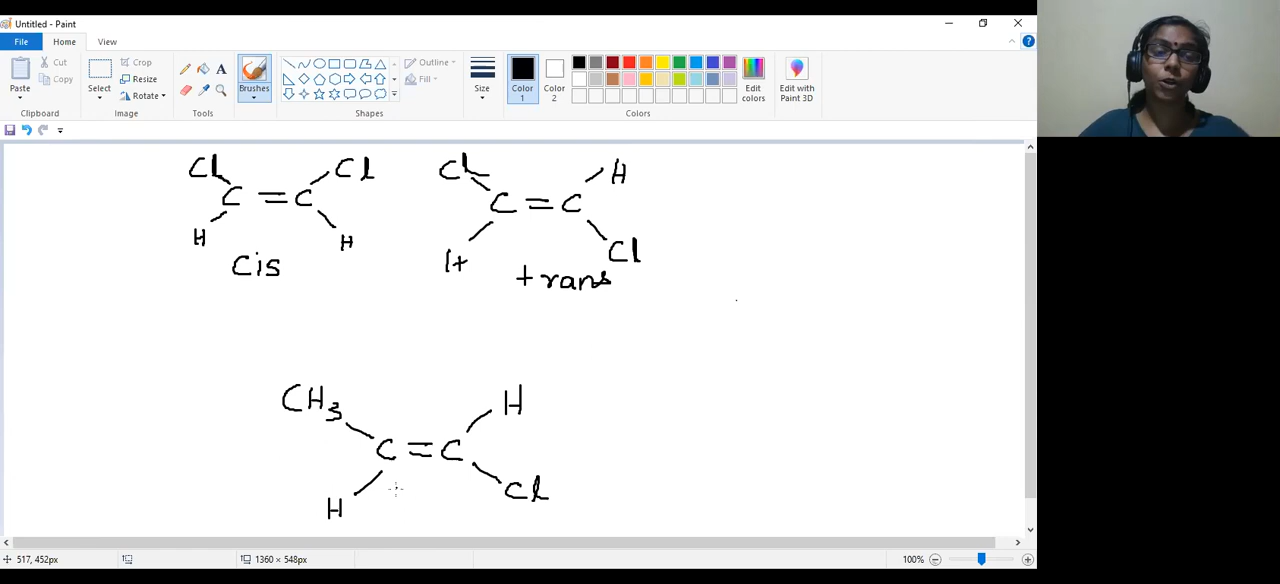 Untitled - Paint
File Home View
Paste
Cut
Copy
Clipboard
Select
Crop
Resize
Rotate
Image
A
Tools
Brushes
Outline
Fill
Shapes
Size
Color 1
Color 2
Edit colors
Colors
Edit with Paint 3D
Cl Cl
C = C
H H
Cis
Cl H
C = C
H Cl
trans
CH3 H
C = C
H Cl
517, 452px 1360 × 548px 100%